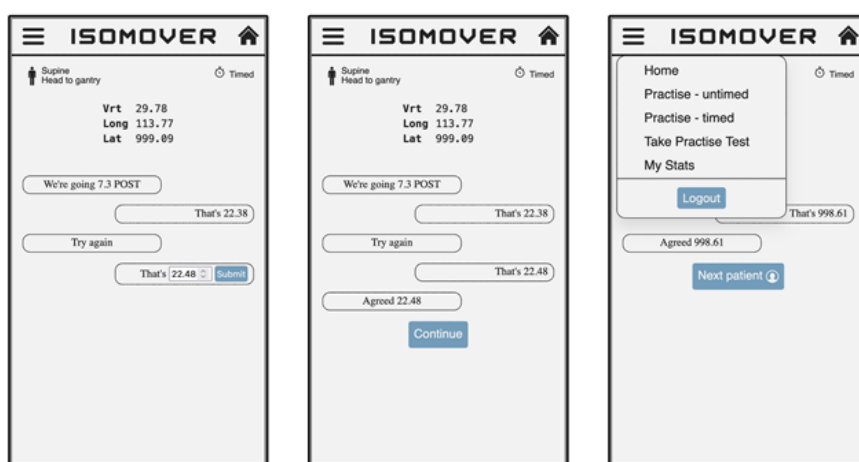 ISOMOVER
Supine
Head to gantry
Timed
Vrt 29.78
Long 113.77
Lat 999.09
We're going 7.3 POST
That's 22.38
Try again
That's 22.48 Submit
ISOMOVER
Supine
Head to gantry
Timed
Vrt 29.78
Long 113.77
Lat 999.09
We're going 7.3 POST
That's 22.38
Try again
That's 22.48
Agreed 22.48
Continue
ISOMOVER
Home
Timed
Practise - untimed
Practise - timed
Take Practise Test
My Stats
Logout
That's 998.61
Agreed 998.61
Next patient